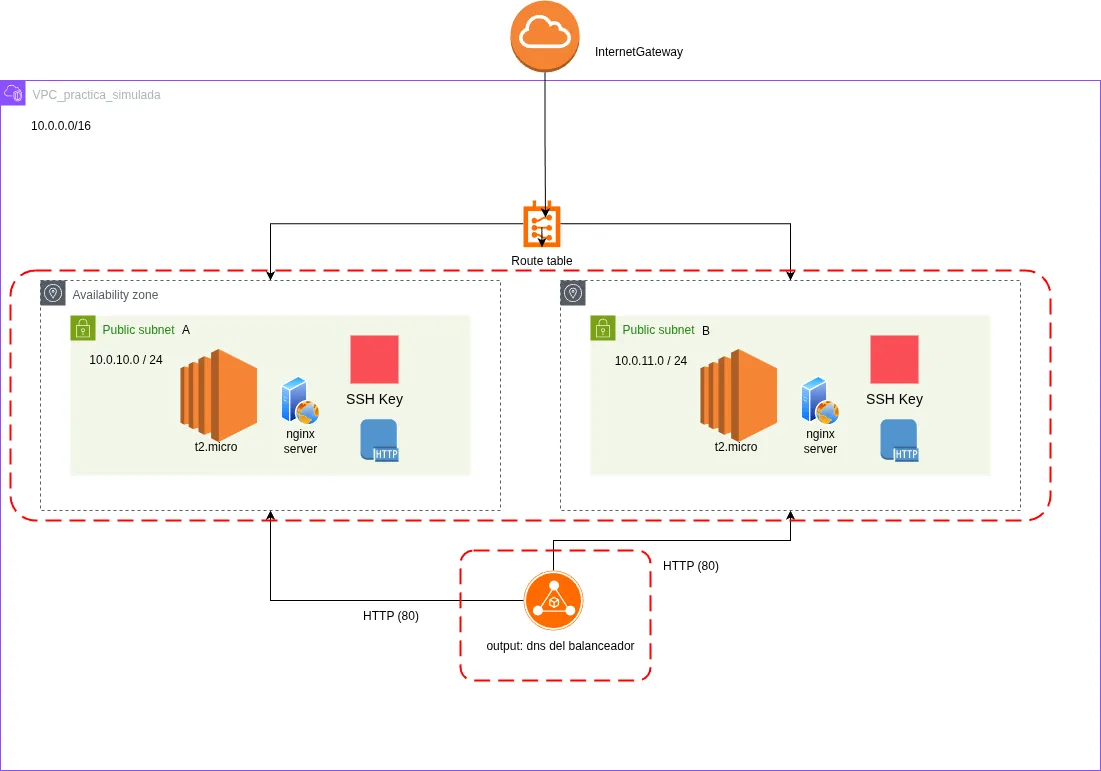 InternetGateway
VPC_practica_simulada
10.0.0.0/16
Route table
Availability zone
Public subnet A
10.0.10.0 / 24
t2.micro
nginx
server
SSH Key
HTTP
Public subnet B
10.0.11.0 / 24
t2.micro
nginx
server
SSH Key
HTTP
HTTP (80)
HTTP (80)
output: dns del balanceador